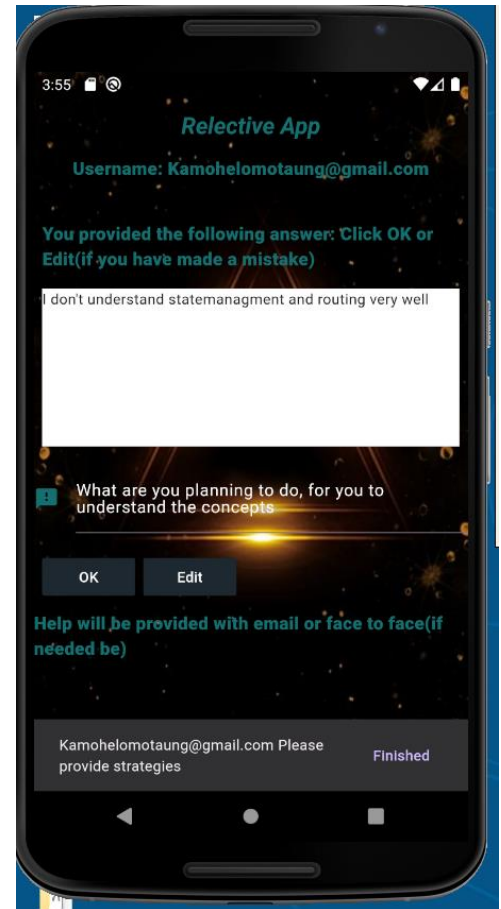 3:55
Relective App
Username: Kamohelomotaung@gmail.com
You provided the following answer: Click OK or
Edit(if you have made a mistake)
I don't understand statemanagment and routing very well
What are you planning to do, for you to
understand the concepts
OK
Edit
Help will be provided with email or face to face(if
needed be)
Kamohelomotaung@gmail.com Please
provide strategies
Finished